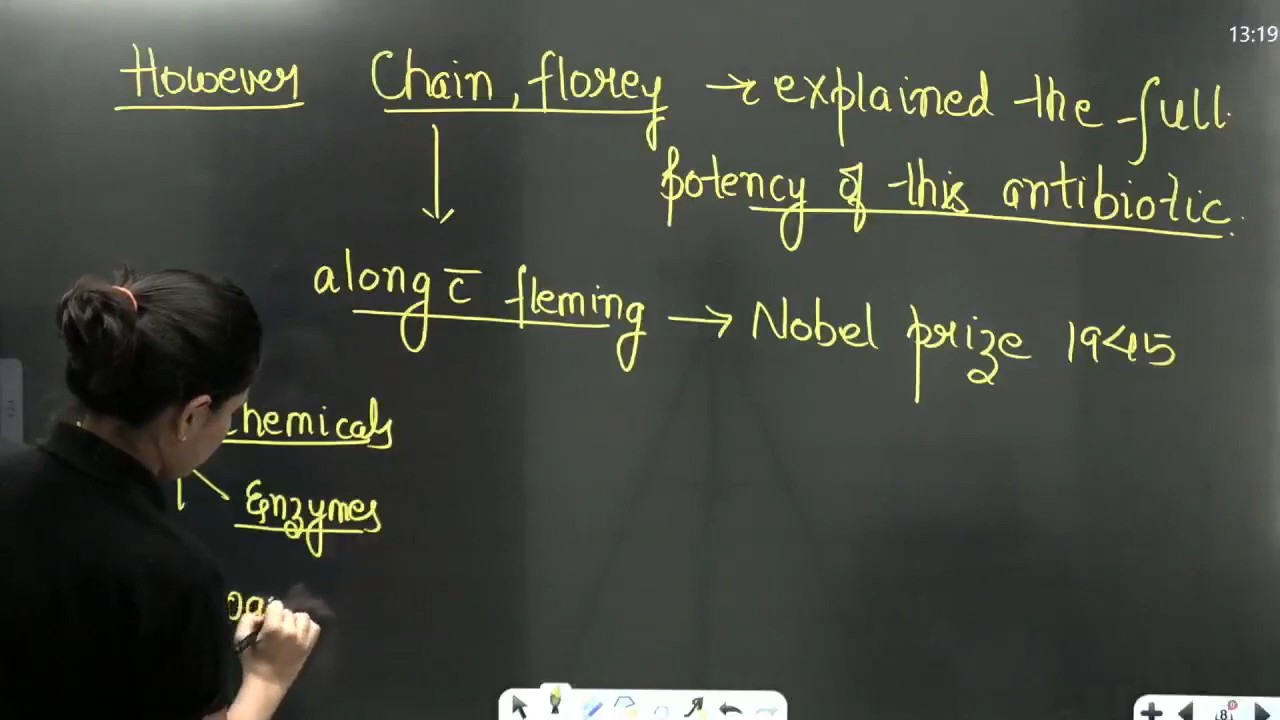 13:19
However Chain, florey → explained the full
potency of this antibiotic.
along c̄ fleming → Nobel prize 1945
hemicals
Enzymes
8